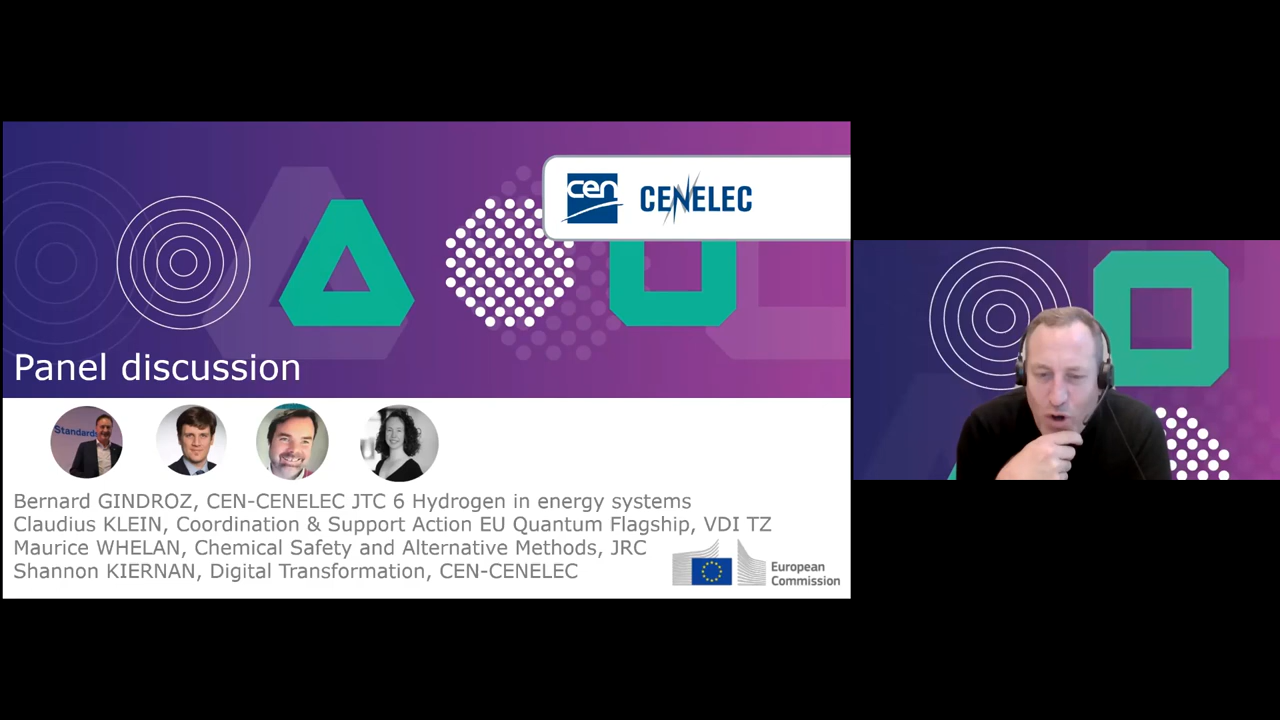 cen
CENELEC
Panel discussion
Standards
Bernard GINDROZ, CEN-CENELEC JTC 6 Hydrogen in energy systems
Claudius KLEIN, Coordination & Support Action EU Quantum Flagship, VDI TZ
Maurice WHELAN, Chemical Safety and Alternative Methods, JRC
Shannon KIERNAN, Digital Transformation, CEN-CENELEC
European
Commission